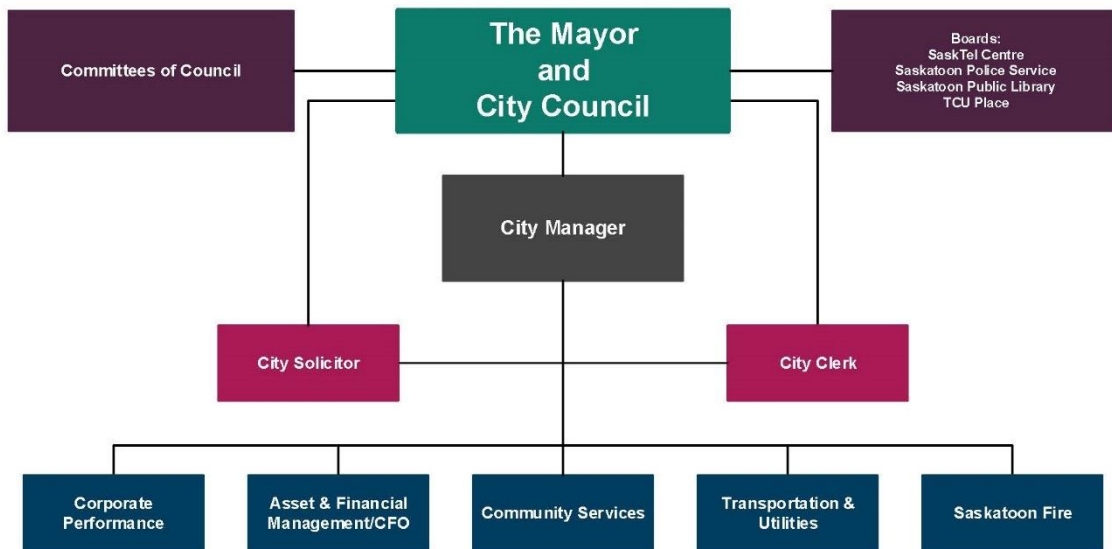 Committees of Council
The Mayor
and
City Council
Boards:
SaskTel Centre
Saskatoon Police Service
Saskatoon Public Library
TCU Place
City Manager
City Solicitor
City Clerk
Corporate
Performance
Asset & Financial
Management/CFO
Community Services
Transportation &
Utilities
Saskatoon Fire